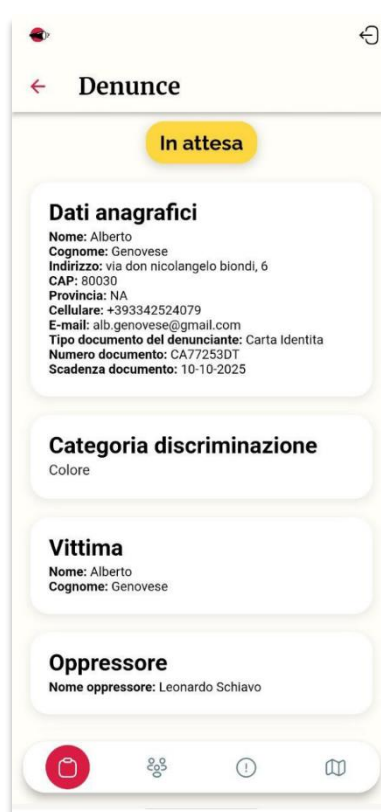 Denunce
In attesa
Dati anagrafici
Nome: Alberto
Cognome: Genovese
Indirizzo: via don nicolangelo biondi, 6
CAP: 80030
Provincia: NA
Cellulare: +393342524079
E-mail: alb.genovese@gmail.com
Tipo documento del denunciante: Carta Identita
Numero documento: CA77253DT
Scadenza documento: 10-10-2025
Categoria discriminazione
Colore
Vittima
Nome: Alberto
Cognome: Genovese
Oppressore
Nome oppressore: Leonardo Schiavo